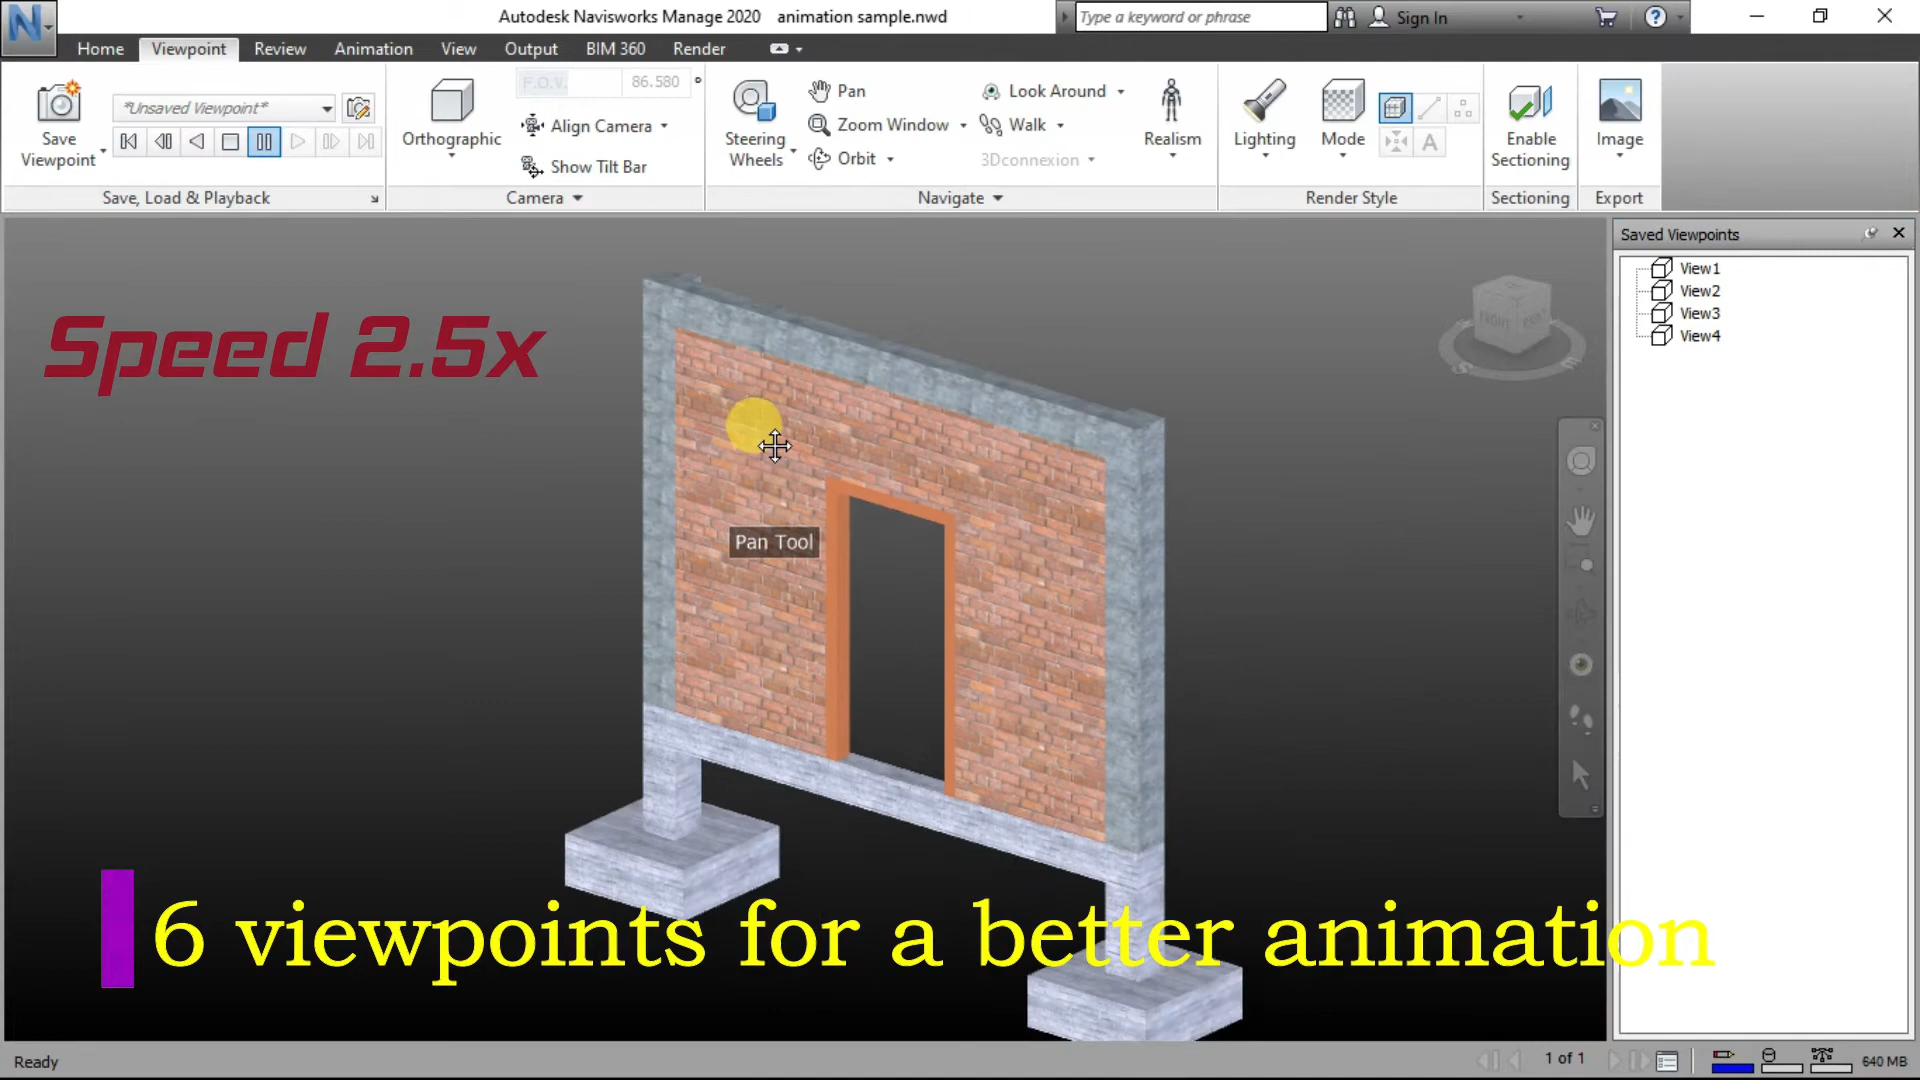 Autodesk Navisworks Manage 2020 animation sample.nwd
Type a keyword or phrase
Sign In
Home Viewpoint Review Animation View Output BIM 360 Render
Save Viewpoint
*Unsaved Viewpoint*
Save, Load & Playback
Orthographic
F.O.V. 86.580 °
Align Camera
Show Tilt Bar
Camera
Steering Wheels
Pan
Zoom Window
Orbit
Look Around
Walk
3Dconnexion
Navigate
Realism
Lighting
Mode
A
Render Style
Enable Sectioning
Sectioning
Image
Export
Saved Viewpoints
View1
View2
View3
View4
FRONT
S
E
Speed 2.5x
Pan Tool
6 viewpoints for a better animation
Ready
1 of 1
640 MB